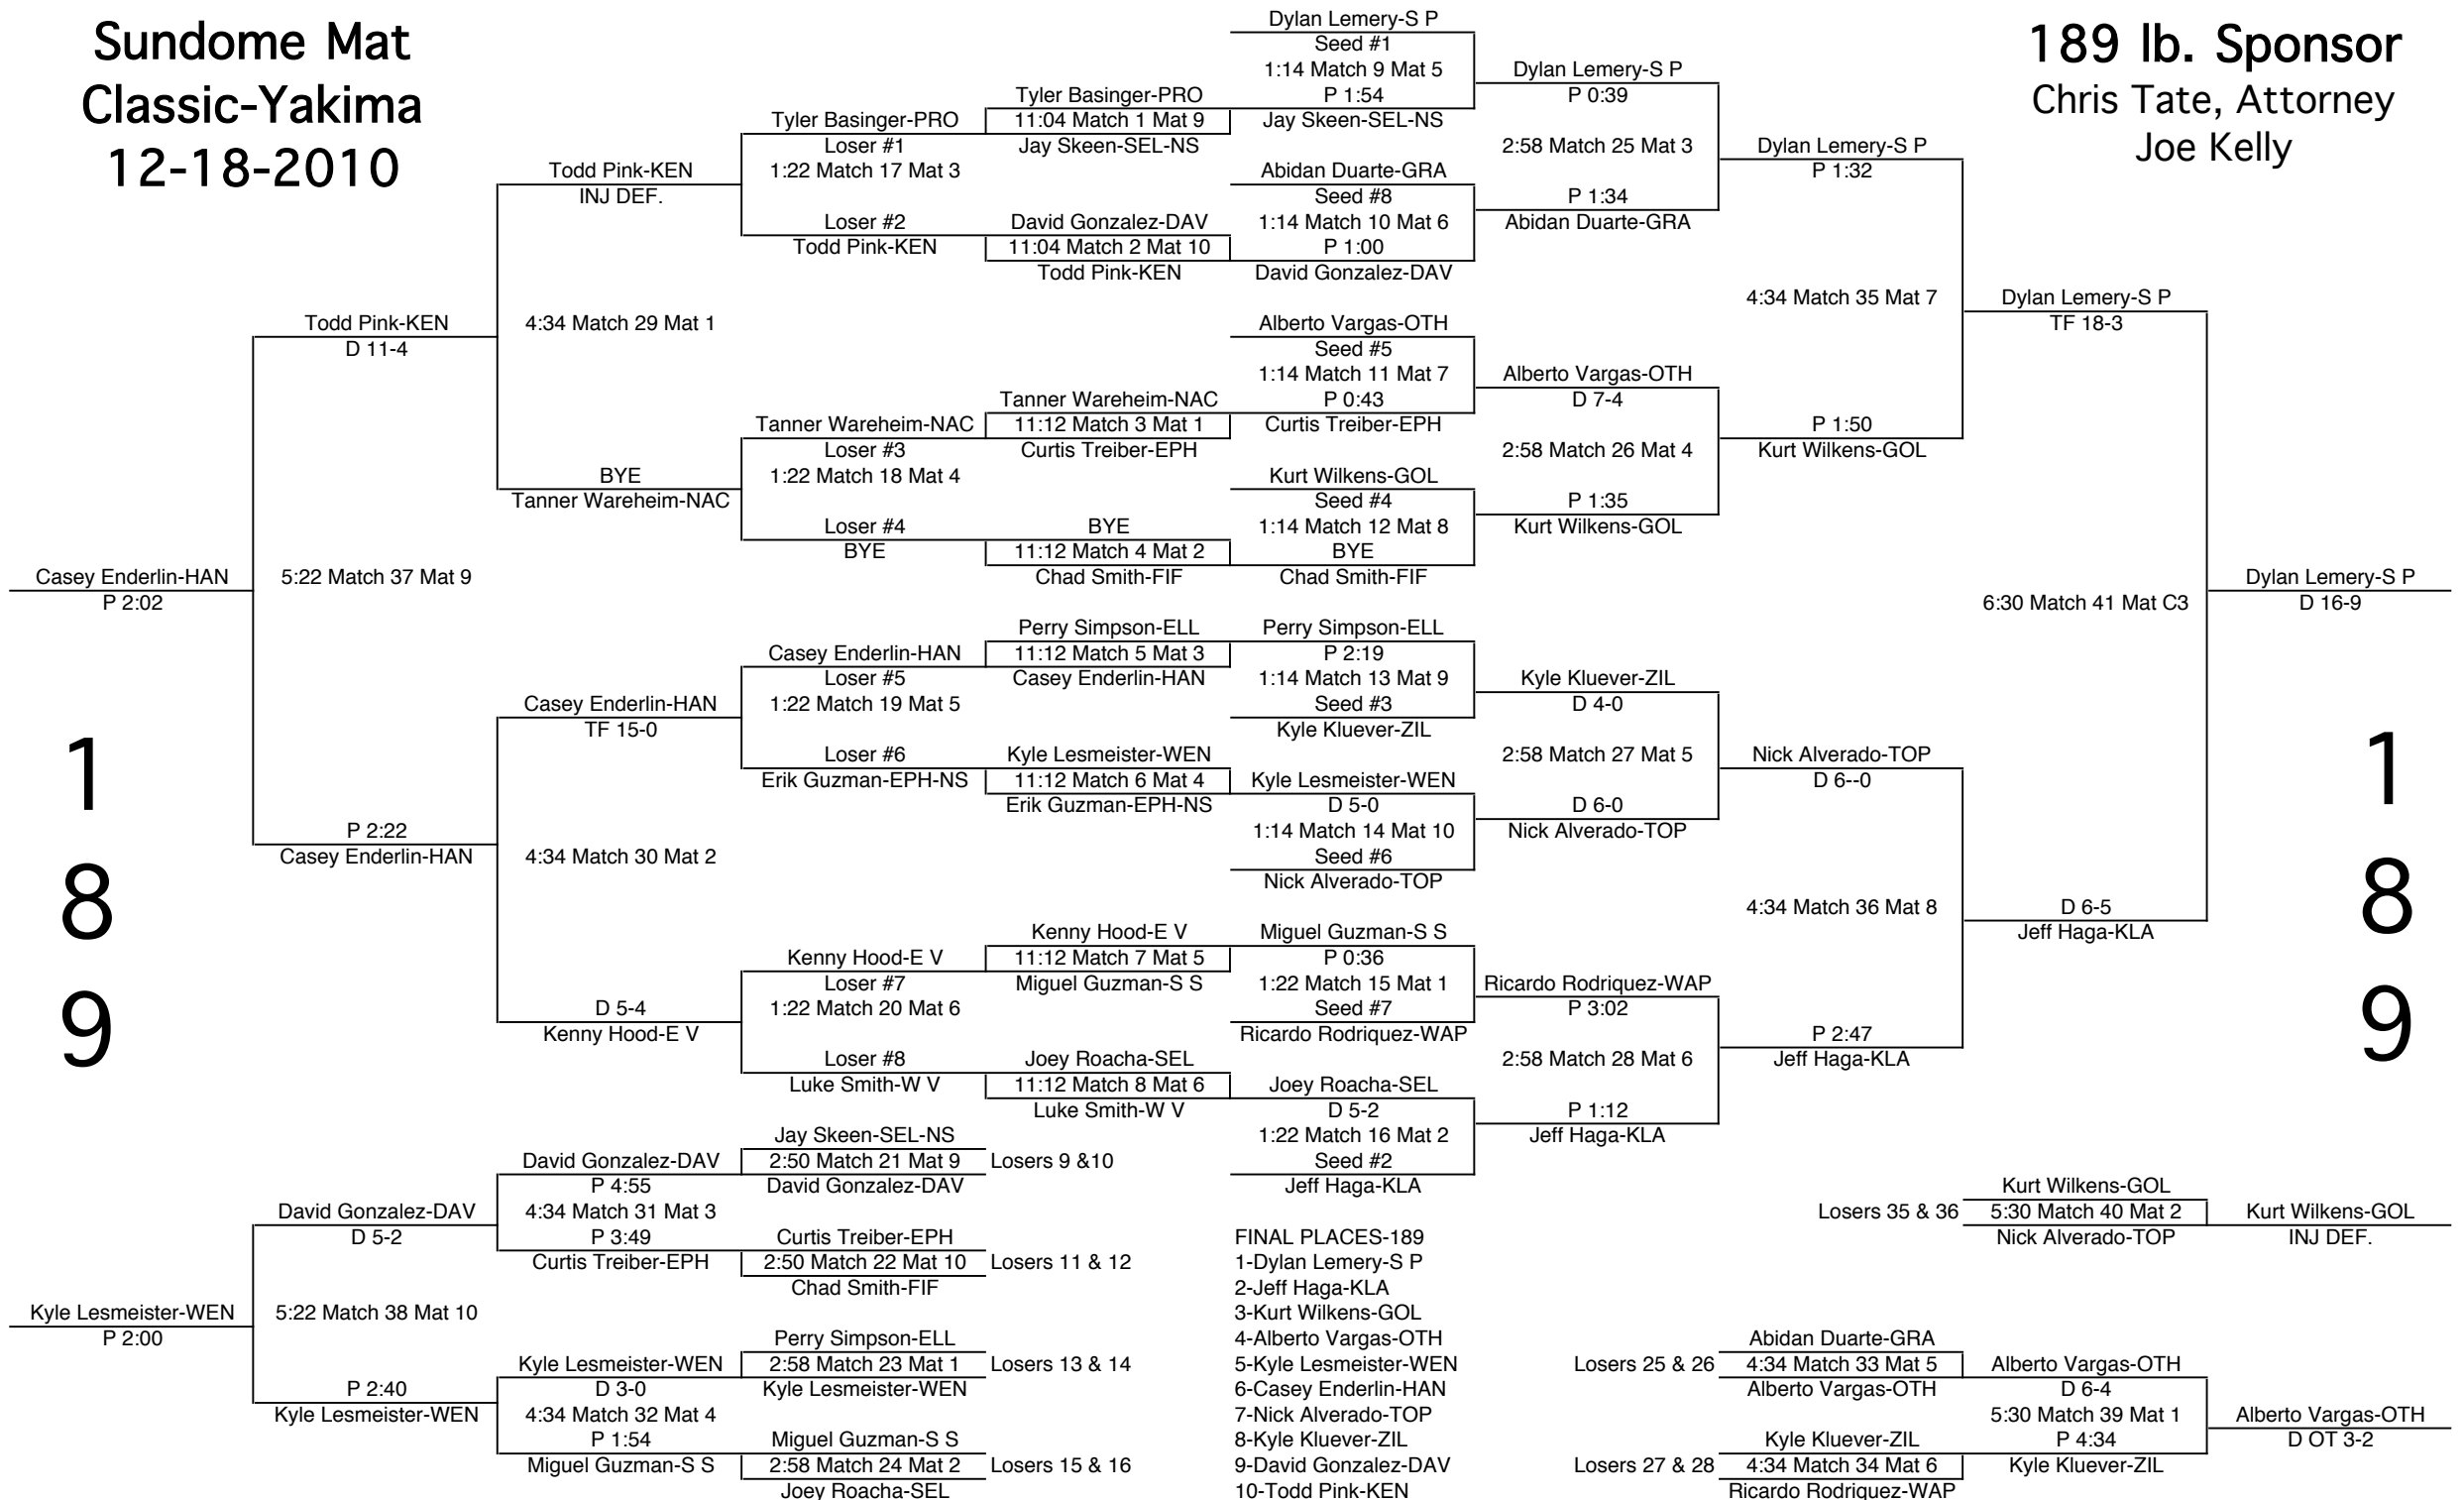 Sundome Mat
Classic-Yakima
12-18-2010
189 lb. Sponsor
Chris Tate, Attorney
Joe Kelly
Dylan Lemery-S P
Seed #1
1:14 Match 9 Mat 5
P 1:54
Jay Skeen-SEL-NS
Abidan Duarte-GRA
Seed #8
1:14 Match 10 Mat 6
P 1:00
David Gonzalez-DAV
Alberto Vargas-OTH
Seed #5
1:14 Match 11 Mat 7
P 0:43
Curtis Treiber-EPH
Kurt Wilkens-GOL
Seed #4
1:14 Match 12 Mat 8
BYE
Chad Smith-FIF
Perry Simpson-ELL
P 2:19
1:14 Match 13 Mat 9
Seed #3
Kyle Kluever-ZIL
Kyle Lesmeister-WEN
D 5-0
1:14 Match 14 Mat 10
Seed #6
Nick Alverado-TOP
Miguel Guzman-S S
P 0:36
1:22 Match 15 Mat 1
Seed #7
Ricardo Rodriquez-WAP
Joey Roacha-SEL
D 5-2
1:22 Match 16 Mat 2
Seed #2
Jeff Haga-KLA
Tyler Basinger-PRO
11:04 Match 1 Mat 9
Jay Skeen-SEL-NS
David Gonzalez-DAV
11:04 Match 2 Mat 10
Todd Pink-KEN
Tanner Wareheim-NAC
11:12 Match 3 Mat 1
Curtis Treiber-EPH
BYE
11:12 Match 4 Mat 2
Chad Smith-FIF
Perry Simpson-ELL
11:12 Match 5 Mat 3
Casey Enderlin-HAN
Kyle Lesmeister-WEN
11:12 Match 6 Mat 4
Erik Guzman-EPH-NS
Kenny Hood-E V
11:12 Match 7 Mat 5
Miguel Guzman-S S
Joey Roacha-SEL
11:12 Match 8 Mat 6
Luke Smith-W V
Tyler Basinger-PRO
Loser #1
1:22 Match 17 Mat 3
Loser #2
Todd Pink-KEN
Tanner Wareheim-NAC
Loser #3
1:22 Match 18 Mat 4
Loser #4
BYE
Casey Enderlin-HAN
Loser #5
1:22 Match 19 Mat 5
Loser #6
Erik Guzman-EPH-NS
Kenny Hood-E V
Loser #7
1:22 Match 20 Mat 6
Loser #8
Luke Smith-W V
Todd Pink-KEN
INJ DEF.
4:34 Match 29 Mat 1
BYE
Tanner Wareheim-NAC
Casey Enderlin-HAN
TF 15-0
4:34 Match 30 Mat 2
D 5-4
Kenny Hood-E V
Todd Pink-KEN
D 11-4
5:22 Match 37 Mat 9
P 2:22
Casey Enderlin-HAN
Casey Enderlin-HAN
P 2:02
Dylan Lemery-S P
P 0:39
2:58 Match 25 Mat 3
P 1:34
Abidan Duarte-GRA
Alberto Vargas-OTH
D 7-4
2:58 Match 26 Mat 4
P 1:35
Kurt Wilkens-GOL
Kyle Kluever-ZIL
D 4-0
2:58 Match 27 Mat 5
D 6-0
Nick Alverado-TOP
Ricardo Rodriquez-WAP
P 3:02
2:58 Match 28 Mat 6
P 1:12
Jeff Haga-KLA
Dylan Lemery-S P
P 1:32
4:34 Match 35 Mat 7
P 1:50
Kurt Wilkens-GOL
Nick Alverado-TOP
D 6--0
4:34 Match 36 Mat 8
P 2:47
Jeff Haga-KLA
Dylan Lemery-S P
TF 18-3
6:30 Match 41 Mat C3
D 6-5
Jeff Haga-KLA
Dylan Lemery-S P
D 16-9
1
8
9
1
8
9
Jay Skeen-SEL-NS
2:50 Match 21 Mat 9
Losers 9 &10
David Gonzalez-DAV
Curtis Treiber-EPH
2:50 Match 22 Mat 10
Losers 11 & 12
Chad Smith-FIF
Perry Simpson-ELL
2:58 Match 23 Mat 1
Losers 13 & 14
Kyle Lesmeister-WEN
Miguel Guzman-S S
2:58 Match 24 Mat 2
Losers 15 & 16
Joey Roacha-SEL
David Gonzalez-DAV
P 4:55
4:34 Match 31 Mat 3
P 3:49
Curtis Treiber-EPH
Kyle Lesmeister-WEN
D 3-0
4:34 Match 32 Mat 4
P 1:54
Miguel Guzman-S S
David Gonzalez-DAV
D 5-2
5:22 Match 38 Mat 10
P 2:40
Kyle Lesmeister-WEN
Kyle Lesmeister-WEN
P 2:00
FINAL PLACES-189
1-Dylan Lemery-S P
2-Jeff Haga-KLA
3-Kurt Wilkens-GOL
4-Alberto Vargas-OTH
5-Kyle Lesmeister-WEN
6-Casey Enderlin-HAN
7-Nick Alverado-TOP
8-Kyle Kluever-ZIL
9-David Gonzalez-DAV
10-Todd Pink-KEN
Kurt Wilkens-GOL
Losers 35 & 36
5:30 Match 40 Mat 2
Nick Alverado-TOP
Kurt Wilkens-GOL
INJ DEF.
Abidan Duarte-GRA
Losers 25 & 26
4:34 Match 33 Mat 5
Alberto Vargas-OTH
Kyle Kluever-ZIL
Losers 27 & 28
4:34 Match 34 Mat 6
Ricardo Rodriquez-WAP
Alberto Vargas-OTH
D 6-4
5:30 Match 39 Mat 1
P 4:34
Kyle Kluever-ZIL
Alberto Vargas-OTH
D OT 3-2